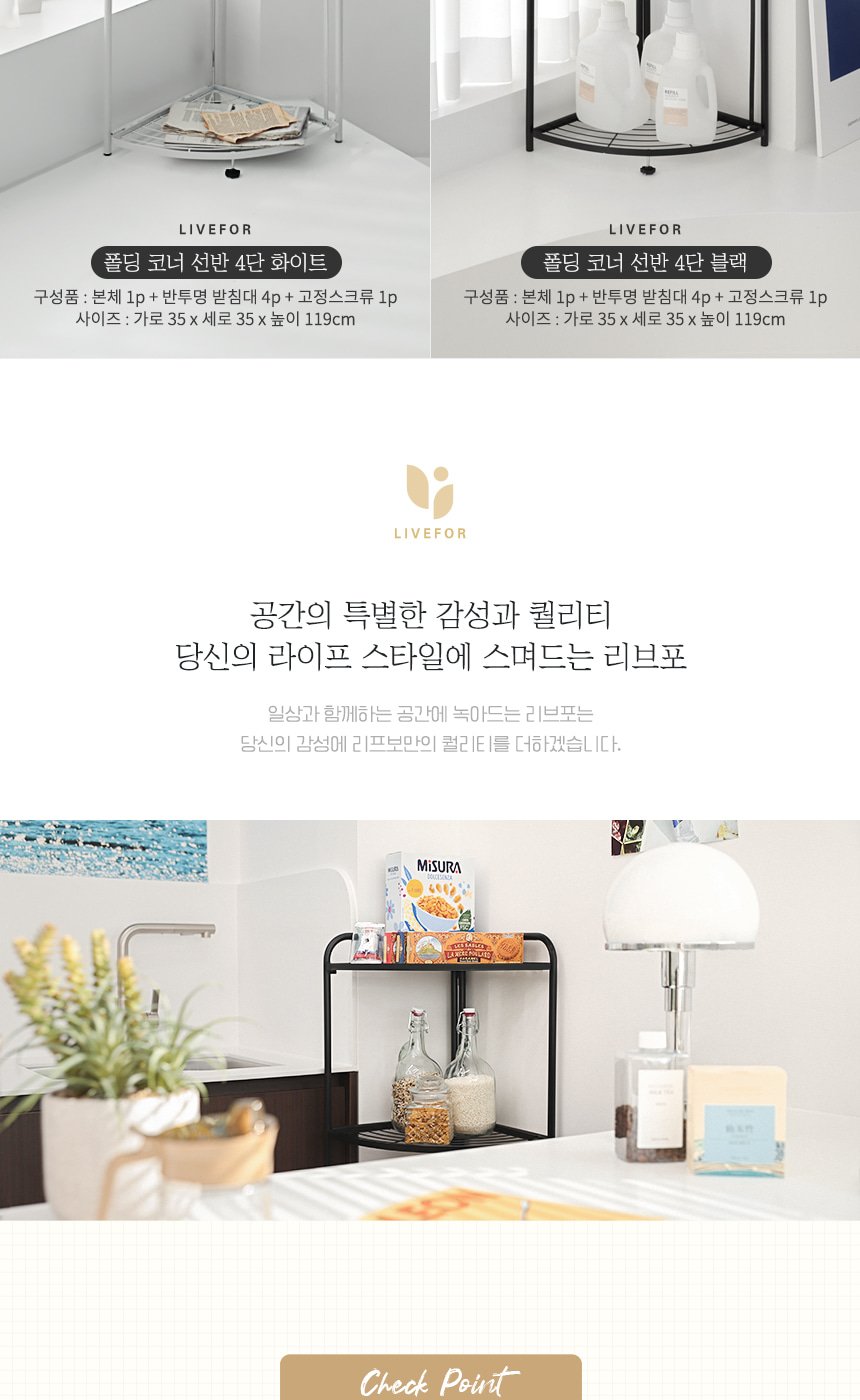 LIVEFOR
폴딩 코너 선반 4단 화이트
구성품 : 본체 1p + 반투명 받침대 4p + 고정스크류 1p
사이즈 : 가로 35 x 세로 35 x 높이 119cm
LIVEFOR
폴딩 코너 선반 4단 블랙
구성품 : 본체 1p + 반투명 받침대 4p + 고정스크류 1p
사이즈 : 가로 35 x 세로 35 x 높이 119cm
LIVEFOR
공간의 특별한 감성과 퀄리티
당신의 라이프 스타일에 스며드는 리브포
일상과 함께하는 공간에 녹아드는 리브포는
당신의 감성에 리프보만의 퀄리티를 더하겠습니다.
MiSURA
DOLCESENZA
LES SABLÉS
LA MÈRE POULARD
Check Point